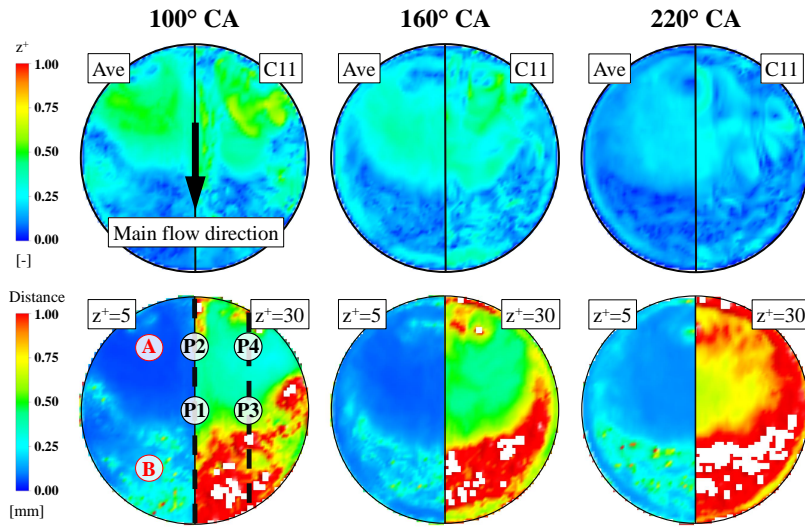 100° CA 160° CA 220° CA
z+
1.00
0.75
0.50
0.25
0.00
[-]
Ave C11
Main flow direction
Ave C11
Ave C11
Distance
1.00
0.75
0.50
0.25
0.00
[mm]
z+=5 z+=30
A P2 P4
P1 P3
B
z+=5 z+=30
z+=5 z+=30